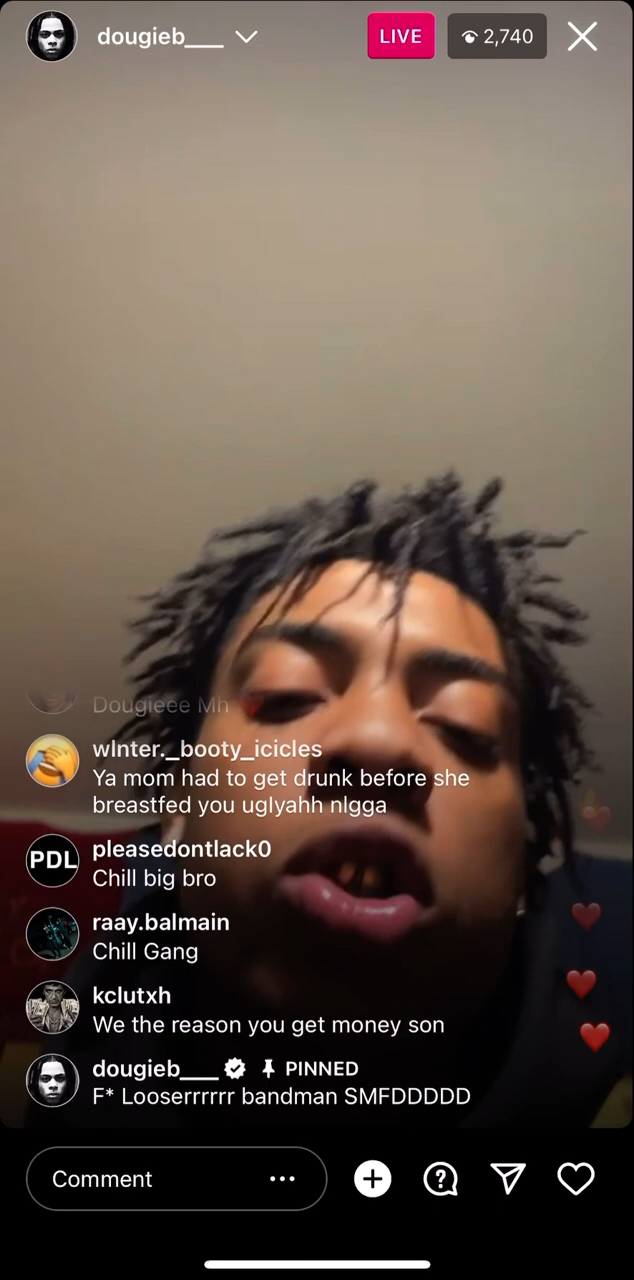 dougieb___
LIVE
2,740
Dougieee Mh
wlnter._booty_icicles
Ya mom had to get drunk before she
breastfed you uglyahh nlgga
PDL
pleasedontlack0
Chill big bro
raay.balmain
Chill Gang
kclutxh
We the reason you get money son
dougieb___ PINNED
F* Looserrrrrr bandman SMFDDDDD
Comment